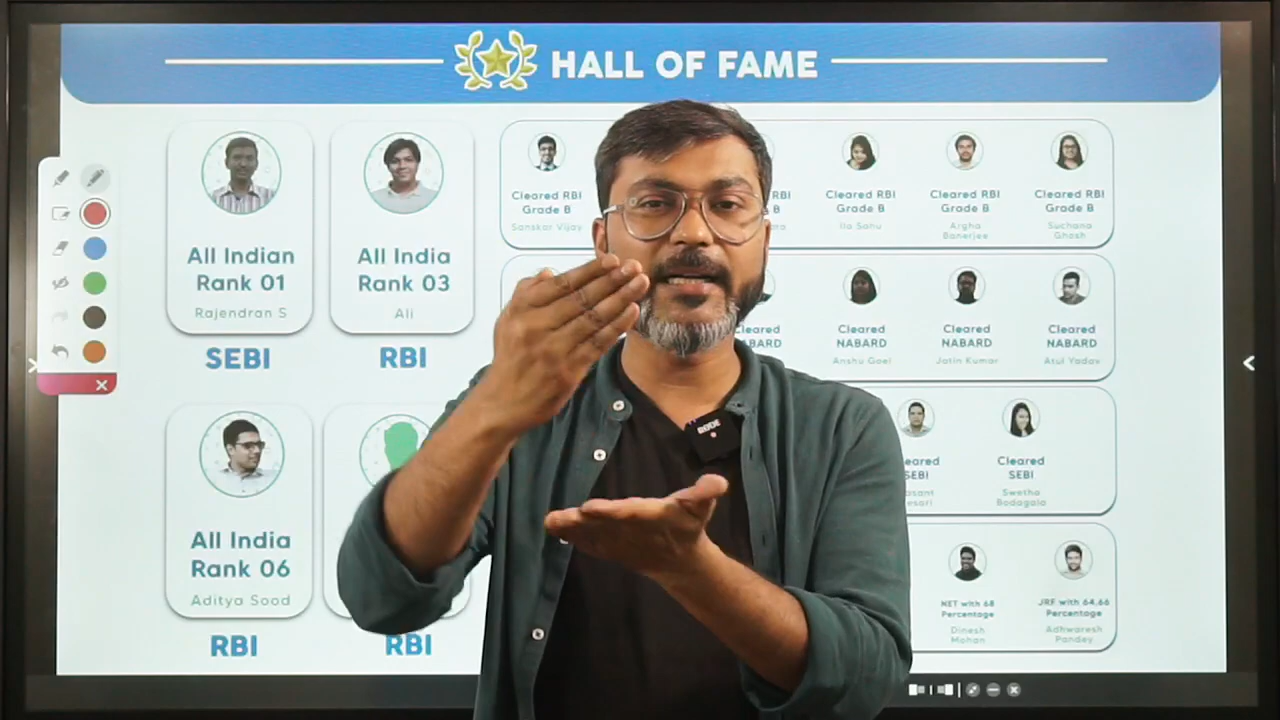 HALL OF FAME
All Indian
Rank 01
Rajendran S
SEBI
All India
Rank 03
Ali
RBI
Cleared RBI
Grade B
Sanskar Vijay
RBI
Cleared RBI
Grade B
Ila Sahu
Cleared RBI
Grade B
Argha
Banerjee
Cleared RBI
Grade B
Suchana
Ghosh
Cleared
NABARD
Anshu Goel
Cleared
NABARD
Jatin Kumar
Cleared
NABARD
Atul Yadav
All India
Rank 06
Aditya Sood
RBI
RBI
SEBI
Cleared
SEBI
Swetha
Bodagala
NET with 68
Percentage
Dinesh
Mohan
JRF with 64.66
Percentage
Adhwaresh
Pandey
RODE